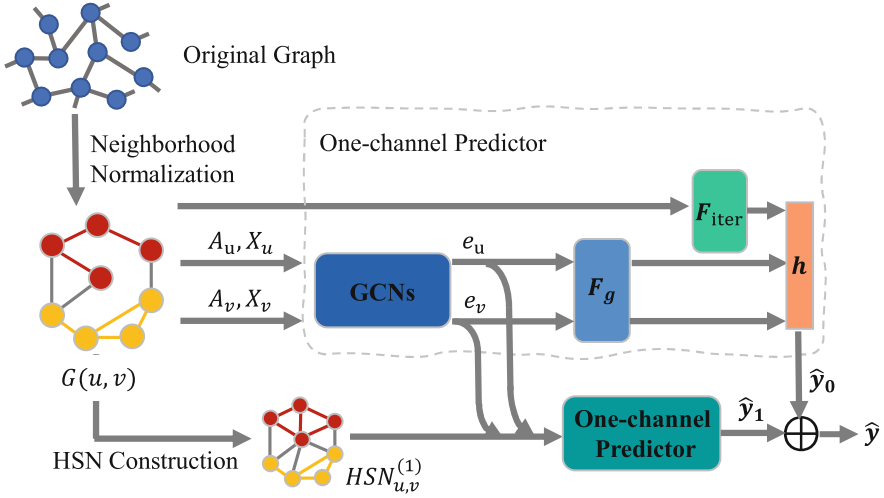 Original Graph
Neighborhood
Normalization
One-channel Predictor
F_iter
A_u, X_u
e_u
GCNs
F_g
h
A_v, X_v
e_v
G(u, v)
ŷ_0
HSN Construction
HSN_{u,v}^{(1)}
One-channel
Predictor
ŷ_1
ŷ